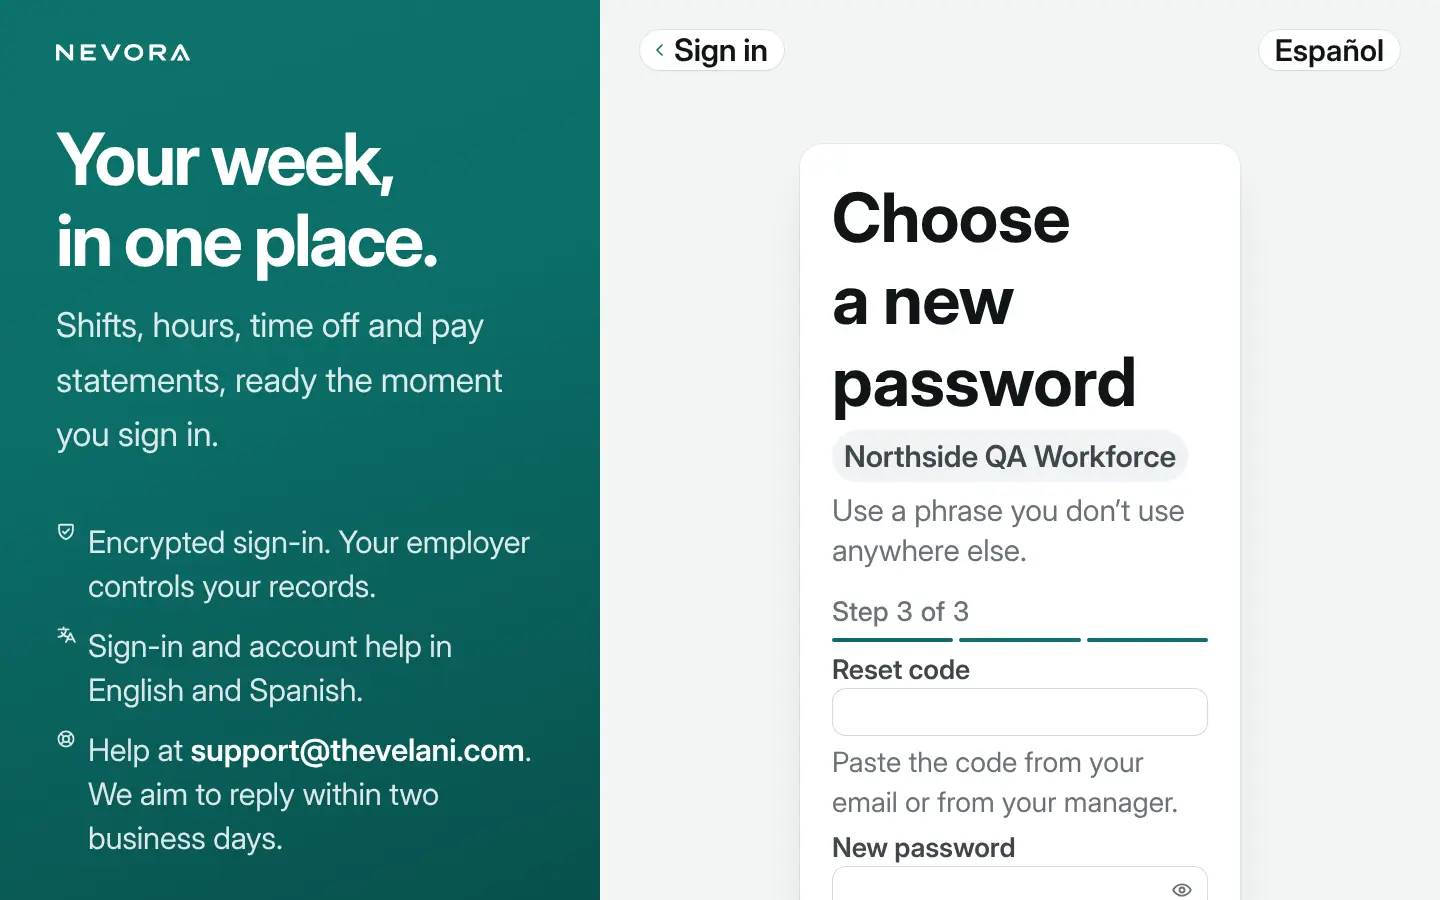 NEVORA
Your week,
in one place.
Shifts, hours, time off and pay
statements, ready the moment
you sign in.
Encrypted sign-in. Your employer
controls your records.
Sign-in and account help in
English and Spanish.
Help at support@thevelani.com.
We aim to reply within two
business days.
Sign in
Español
Choose
a new
password
Northside QA Workforce
Use a phrase you don’t use
anywhere else.
Step 3 of 3
Reset code
Paste the code from your
email or from your manager.
New password